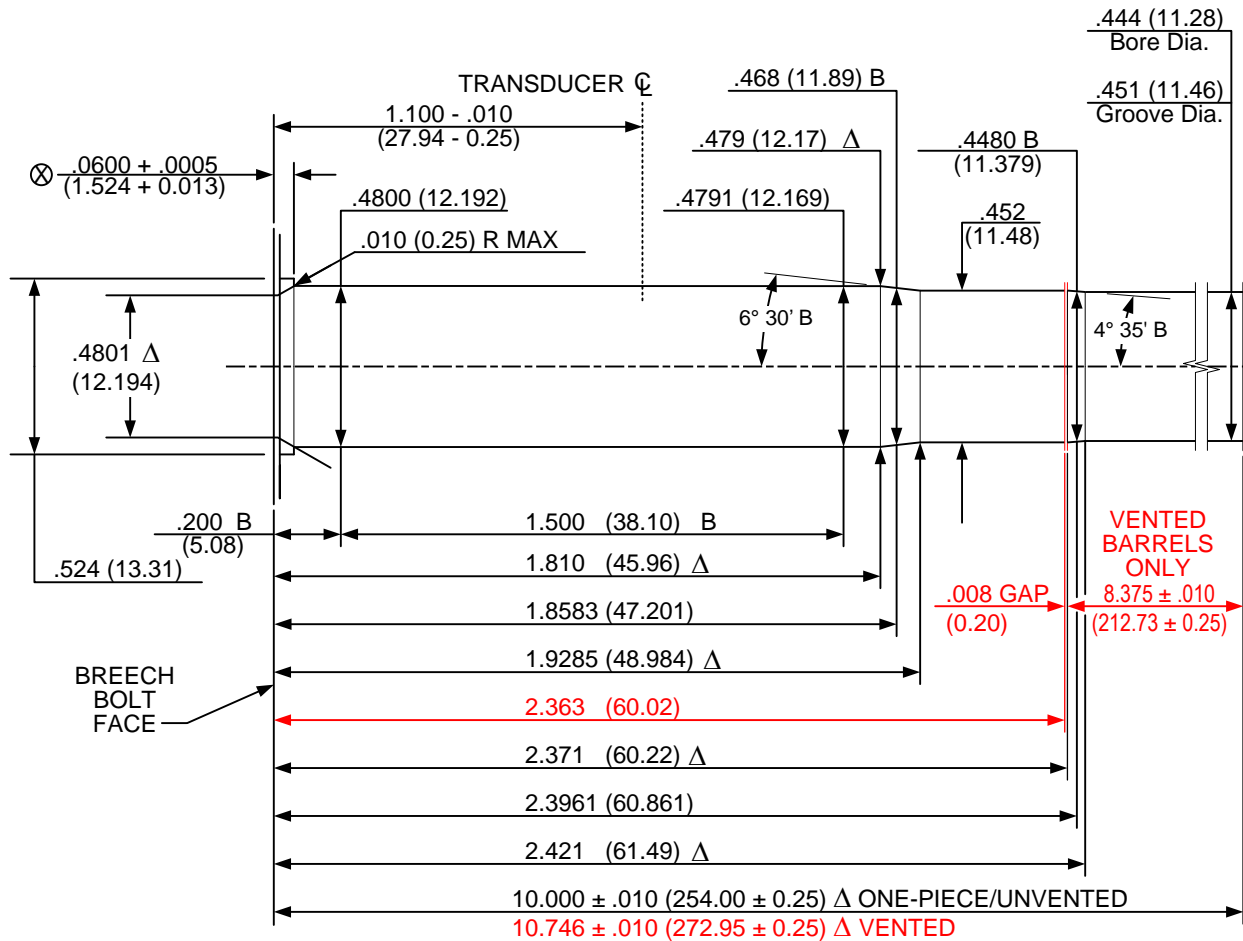 .444 (11.28)
Bore Dia.
TRANSDUCER ℄
.468 (11.89) B
1.100 - .010
(27.94 - 0.25)
.451 (11.46)
Groove Dia.
.479 (12.17) Δ
.4480 B
(11.379)
⊗ .0600 + .0005
(1.524 + 0.013)
.4800 (12.192)
.4791 (12.169)
.452
(11.48)
.010 (0.25) R MAX
6° 30' B
4° 35' B
.4801 Δ
(12.194)
.200 B
(5.08)
1.500 (38.10) B
VENTED
BARRELS
ONLY
8.375 ± .010
(212.73 ± 0.25)
.524 (13.31)
1.810 (45.96) Δ
.008 GAP
(0.20)
1.8583 (47.201)
1.9285 (48.984) Δ
BREECH
BOLT
FACE
2.363 (60.02)
2.371 (60.22) Δ
2.3961 (60.861)
2.421 (61.49) Δ
10.000 ± .010 (254.00 ± 0.25) Δ ONE-PIECE/UNVENTED
10.746 ± .010 (272.95 ± 0.25) Δ VENTED